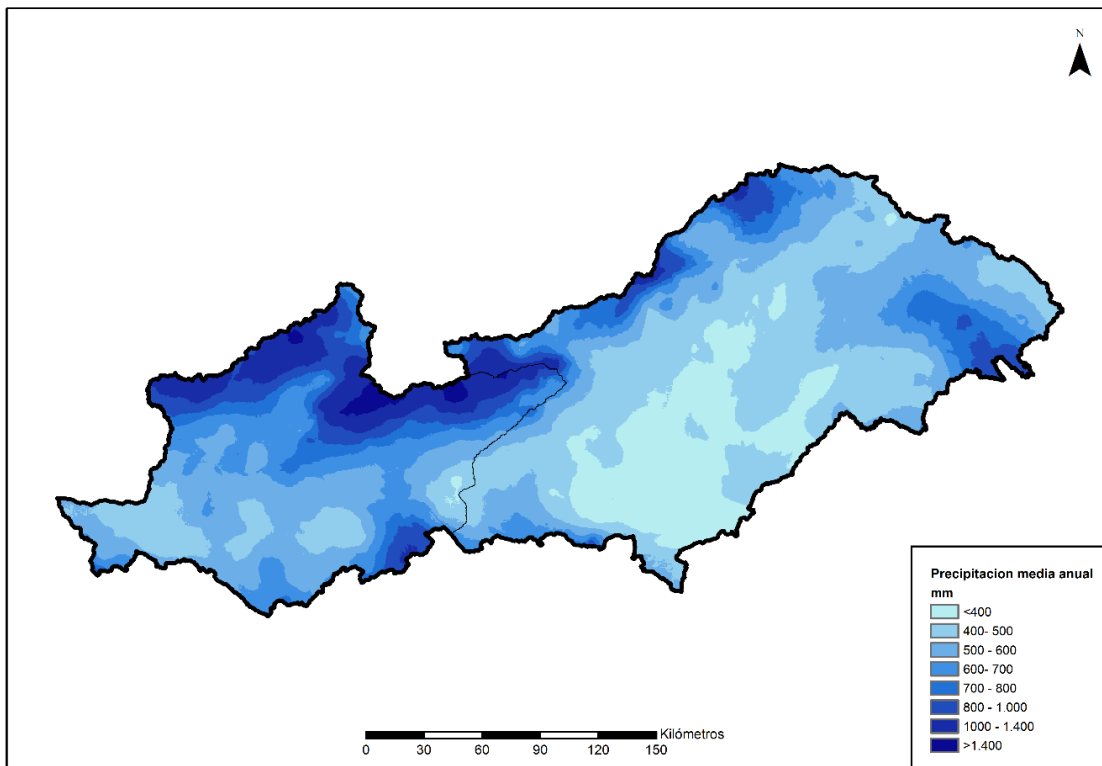 N
Precipitacion media anual
mm
<400
400- 500
500 - 600
600- 700
700 - 800
800 - 1.000
1000 - 1.400
>1.400
Kilómetros
0 30 60 90 120 150